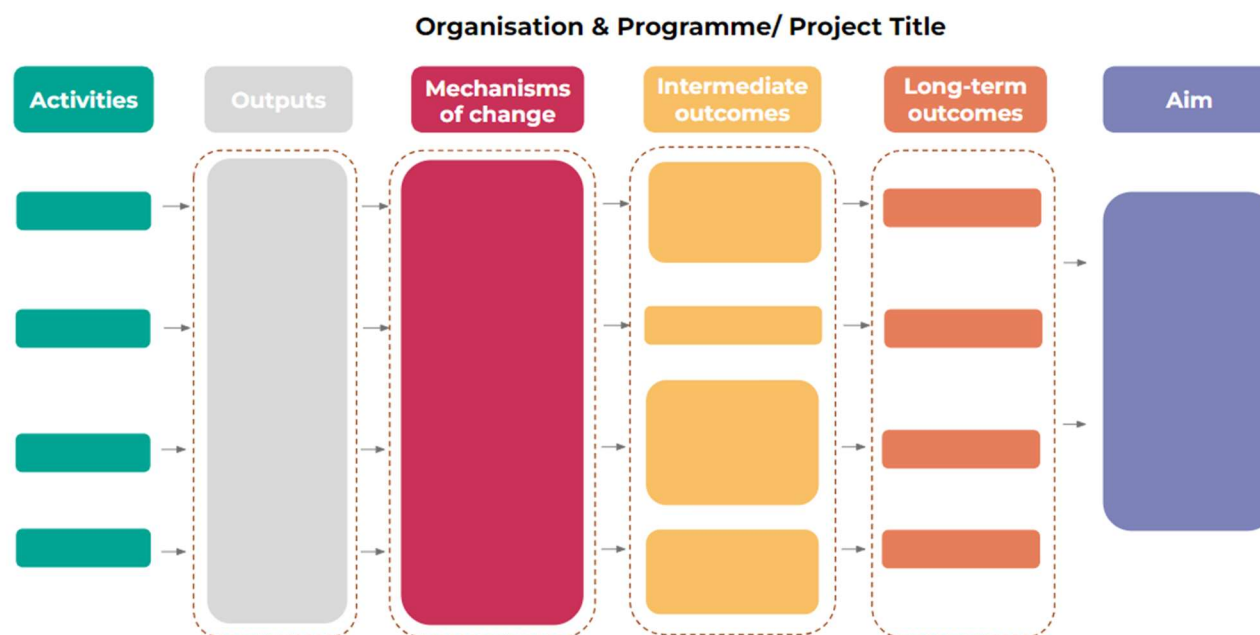 Organisation & Programme/ Project Title
Activities
Outputs
Mechanisms
of change
Intermediate
outcomes
Long-term
outcomes
Aim